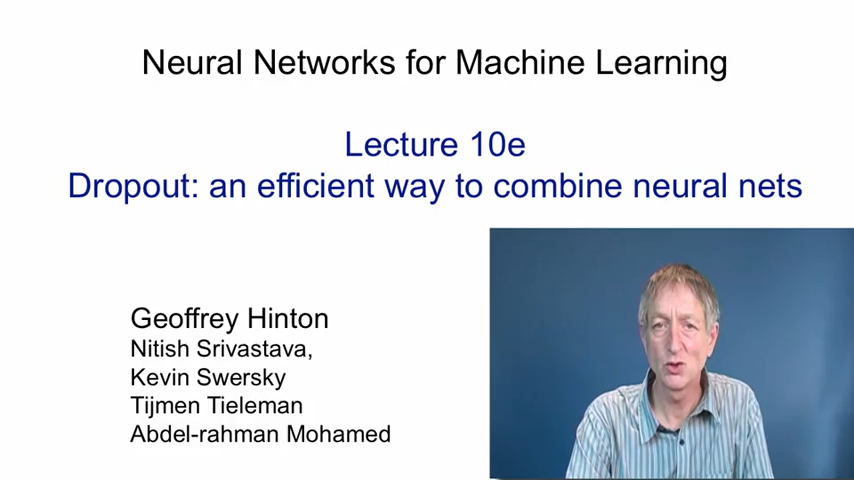 Neural Networks for Machine Learning
Lecture 10e
Dropout: an efficient way to combine neural nets
Geoffrey Hinton
Nitish Srivastava,
Kevin Swersky
Tijmen Tieleman
Abdel-rahman Mohamed